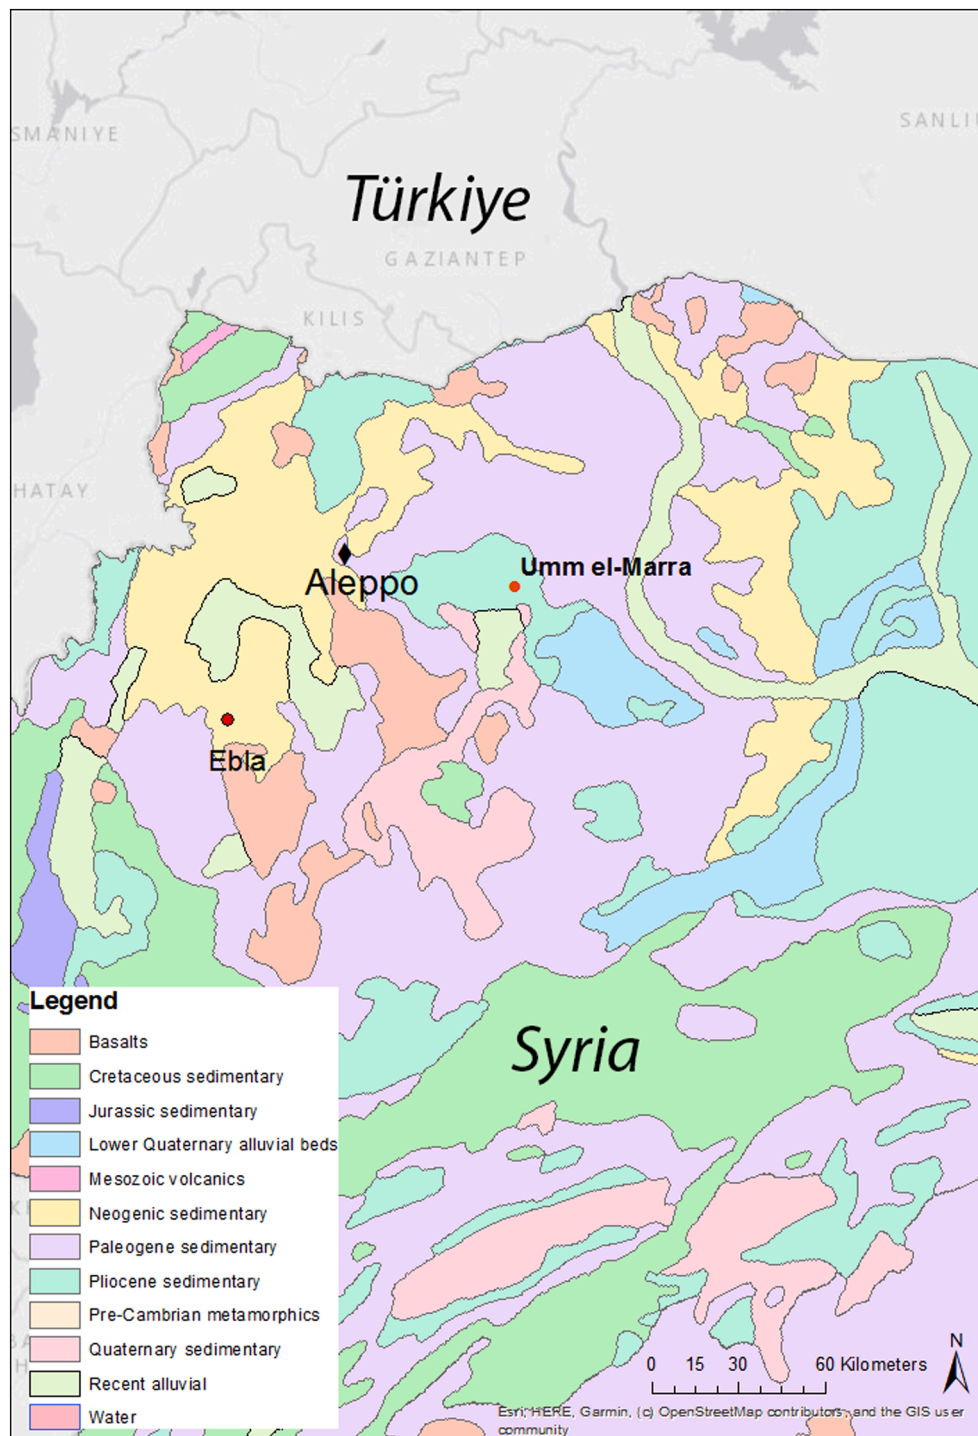 SMANIYE
SANLIU
Türkiye
GAZIANTEP
KILIS
HATAY
Umm el-Marra
Aleppo
Ebla
Syria
Legend
Basalts
Cretaceous sedimentary
Jurassic sedimentary
Lower Quaternary alluvial beds
Mesozoic volcanics
Neogenic sedimentary
Paleogene sedimentary
Pliocene sedimentary
Pre-Cambrian metamorphics
Quaternary sedimentary
Recent alluvial
Water
N
0 15 30 60 Kilometers
Esri, HERE, Garmin, (c) OpenStreetMap contributors, and the GIS user
community